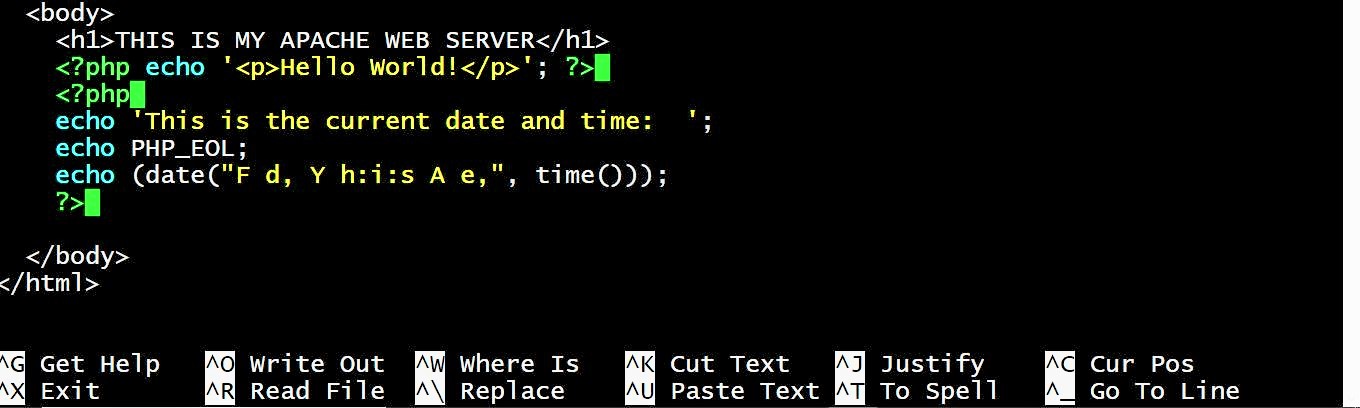 <body>
<h1>THIS IS MY APACHE WEB SERVER</h1>
<?php echo '<p>Hello World!</p>'; ?>
<?php
echo 'This is the current date and time:  ';
echo PHP_EOL;
echo (date("F d, Y h:i:s A e,", time()));
?>
</body>
</html>
^G Get Help ^O Write Out ^W Where Is ^K Cut Text ^J Justify ^C Cur Pos
^X Exit ^R Read File ^\ Replace ^U Paste Text ^T To Spell ^_ Go To Line